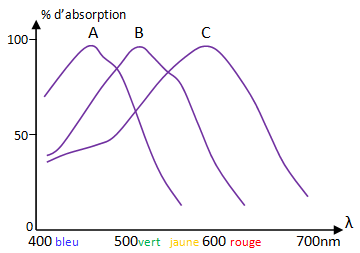 % d'absorption
A B C
100
50
0
λ
400 bleu 500vert jaune 600 rouge 700nm